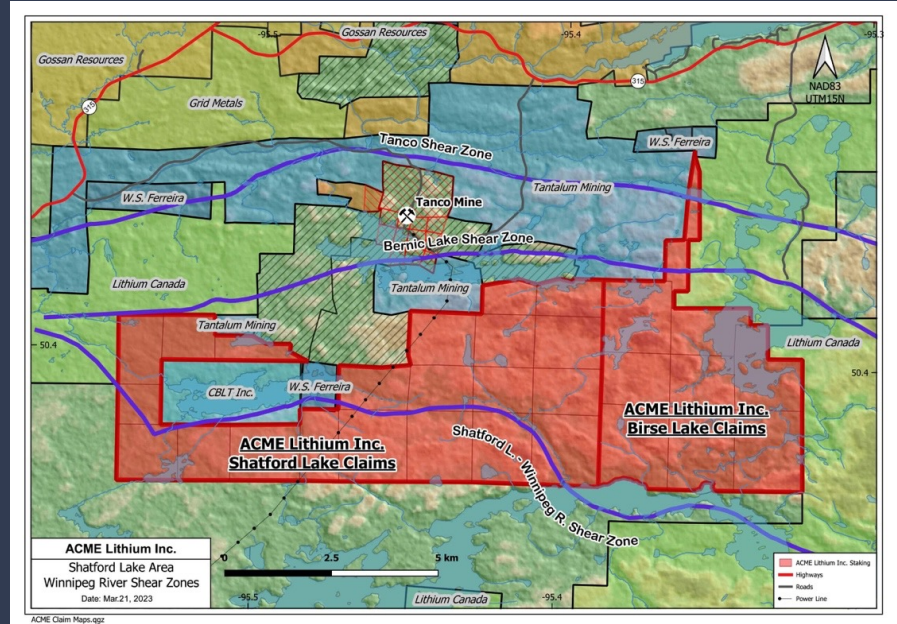 -95.5
-95.4
-95.3
Gossan Resources
Gossan Resources
315
315
NAD83
UTM15N
Grid Metals
Tanco Shear Zone
W.S. Ferreira
W.S. Ferreira
Tantalum Mining
Tanco Mine
Bernic Lake Shear Zone
Lithium Canada
Tantalum Mining
Tantalum Mining
Lithium Canada
50.4
50.4
CBLT Inc.
W.S. Ferreira
ACME Lithium Inc.
Birse Lake Claims
ACME Lithium Inc.
Shatford Lake Claims
Shatford L. - Winnipeg R. Shear Zone
ACME Lithium Inc.
Shatford Lake Area
Winnipeg River Shear Zones
Date: Mar.21, 2023
0
2.5
5 km
ACME Lithium Inc. Staking
Highways
Roads
Power Line
Lithium Canada
-95.5
-95.4
ACME Claim Maps.qgz